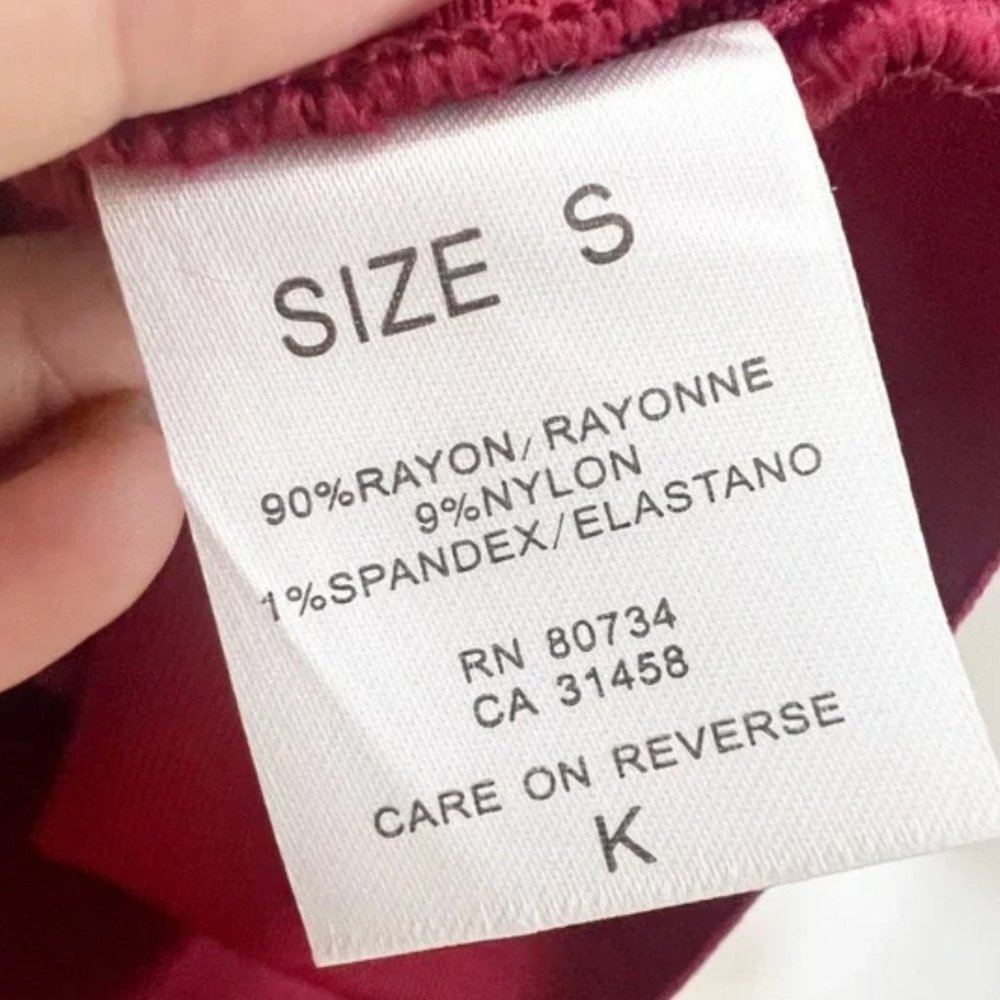 SIZE S
90%RAYON/RAYONNE
9%NYLON
1%SPANDEX/ELASTANO
RN 80734
CA 31458
CARE ON REVERSE
K